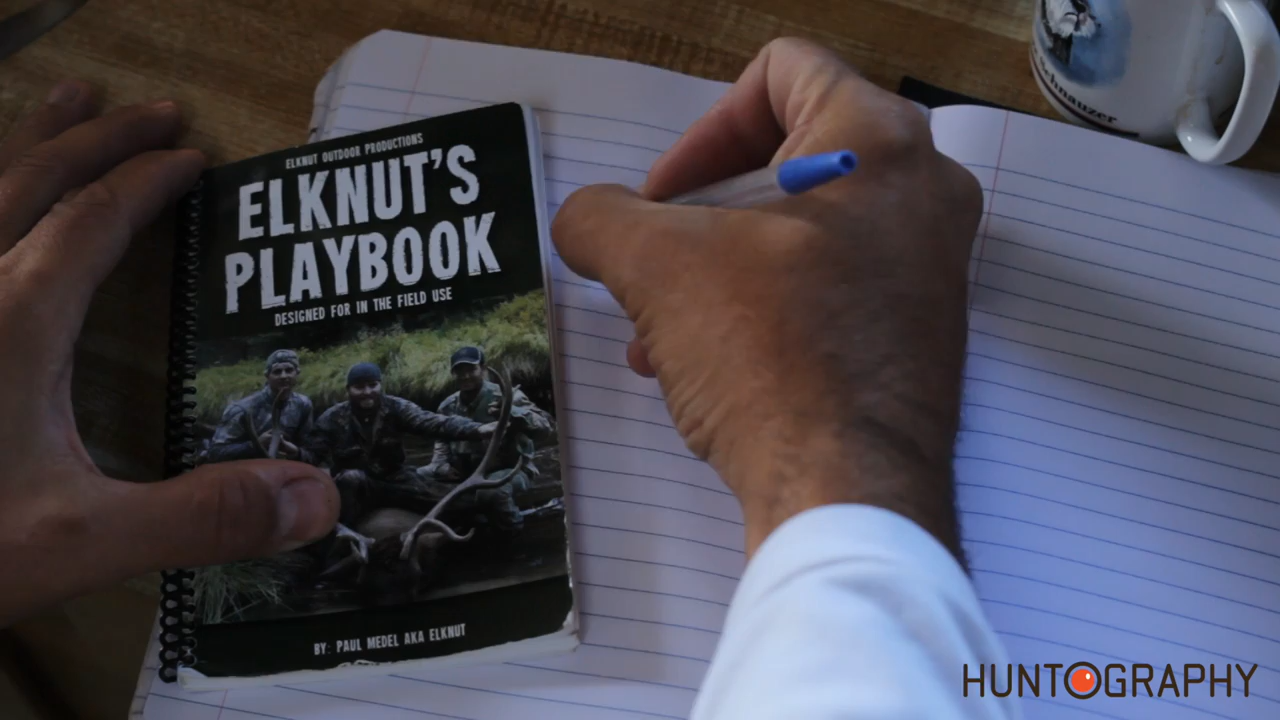 ELKNUT OUTDOOR PRODUCTIONS
ELKNUT'S
PLAYBOOK
DESIGNED FOR IN THE FIELD USE
BY: PAUL MEDEL AKA ELKNUT
Schnauzer
HUNTOGRAPHY